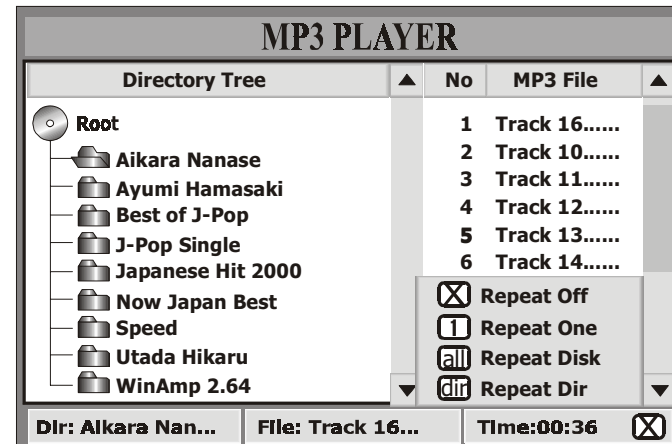 MP3 PLAYER
Directory Tree
No MP3 File
Root
Aikara Nanase
Ayumi Hamasaki
Best of J-Pop
J-Pop Single
Japanese Hit 2000
Now Japan Best
Speed
Utada Hikaru
WinAmp 2.64
1 Track 16......
2 Track 10......
3 Track 11......
4 Track 12......
5 Track 13......
6 Track 14......
X Repeat Off
1 Repeat One
all Repeat Disk
dir Repeat Dir
Dir: Aikara Nan...
File: Track 16...
Time:00:36 X